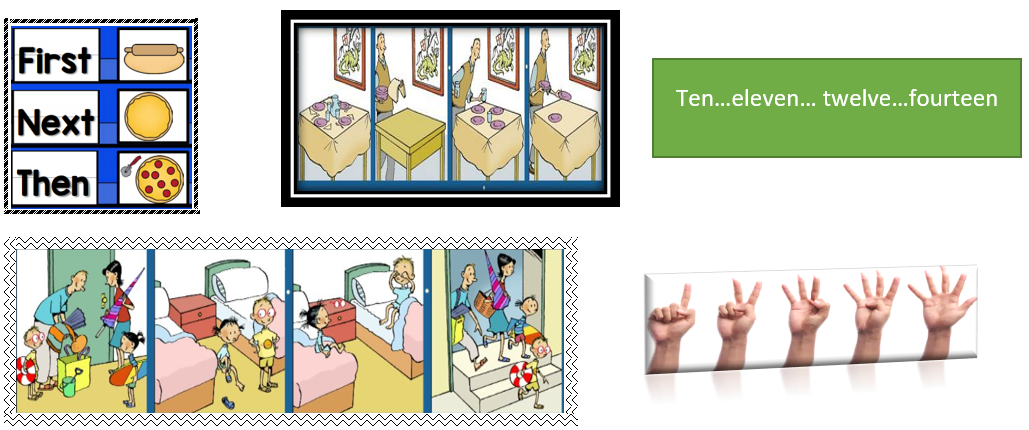 First
Next
Then
Ten…eleven… twelve…fourteen